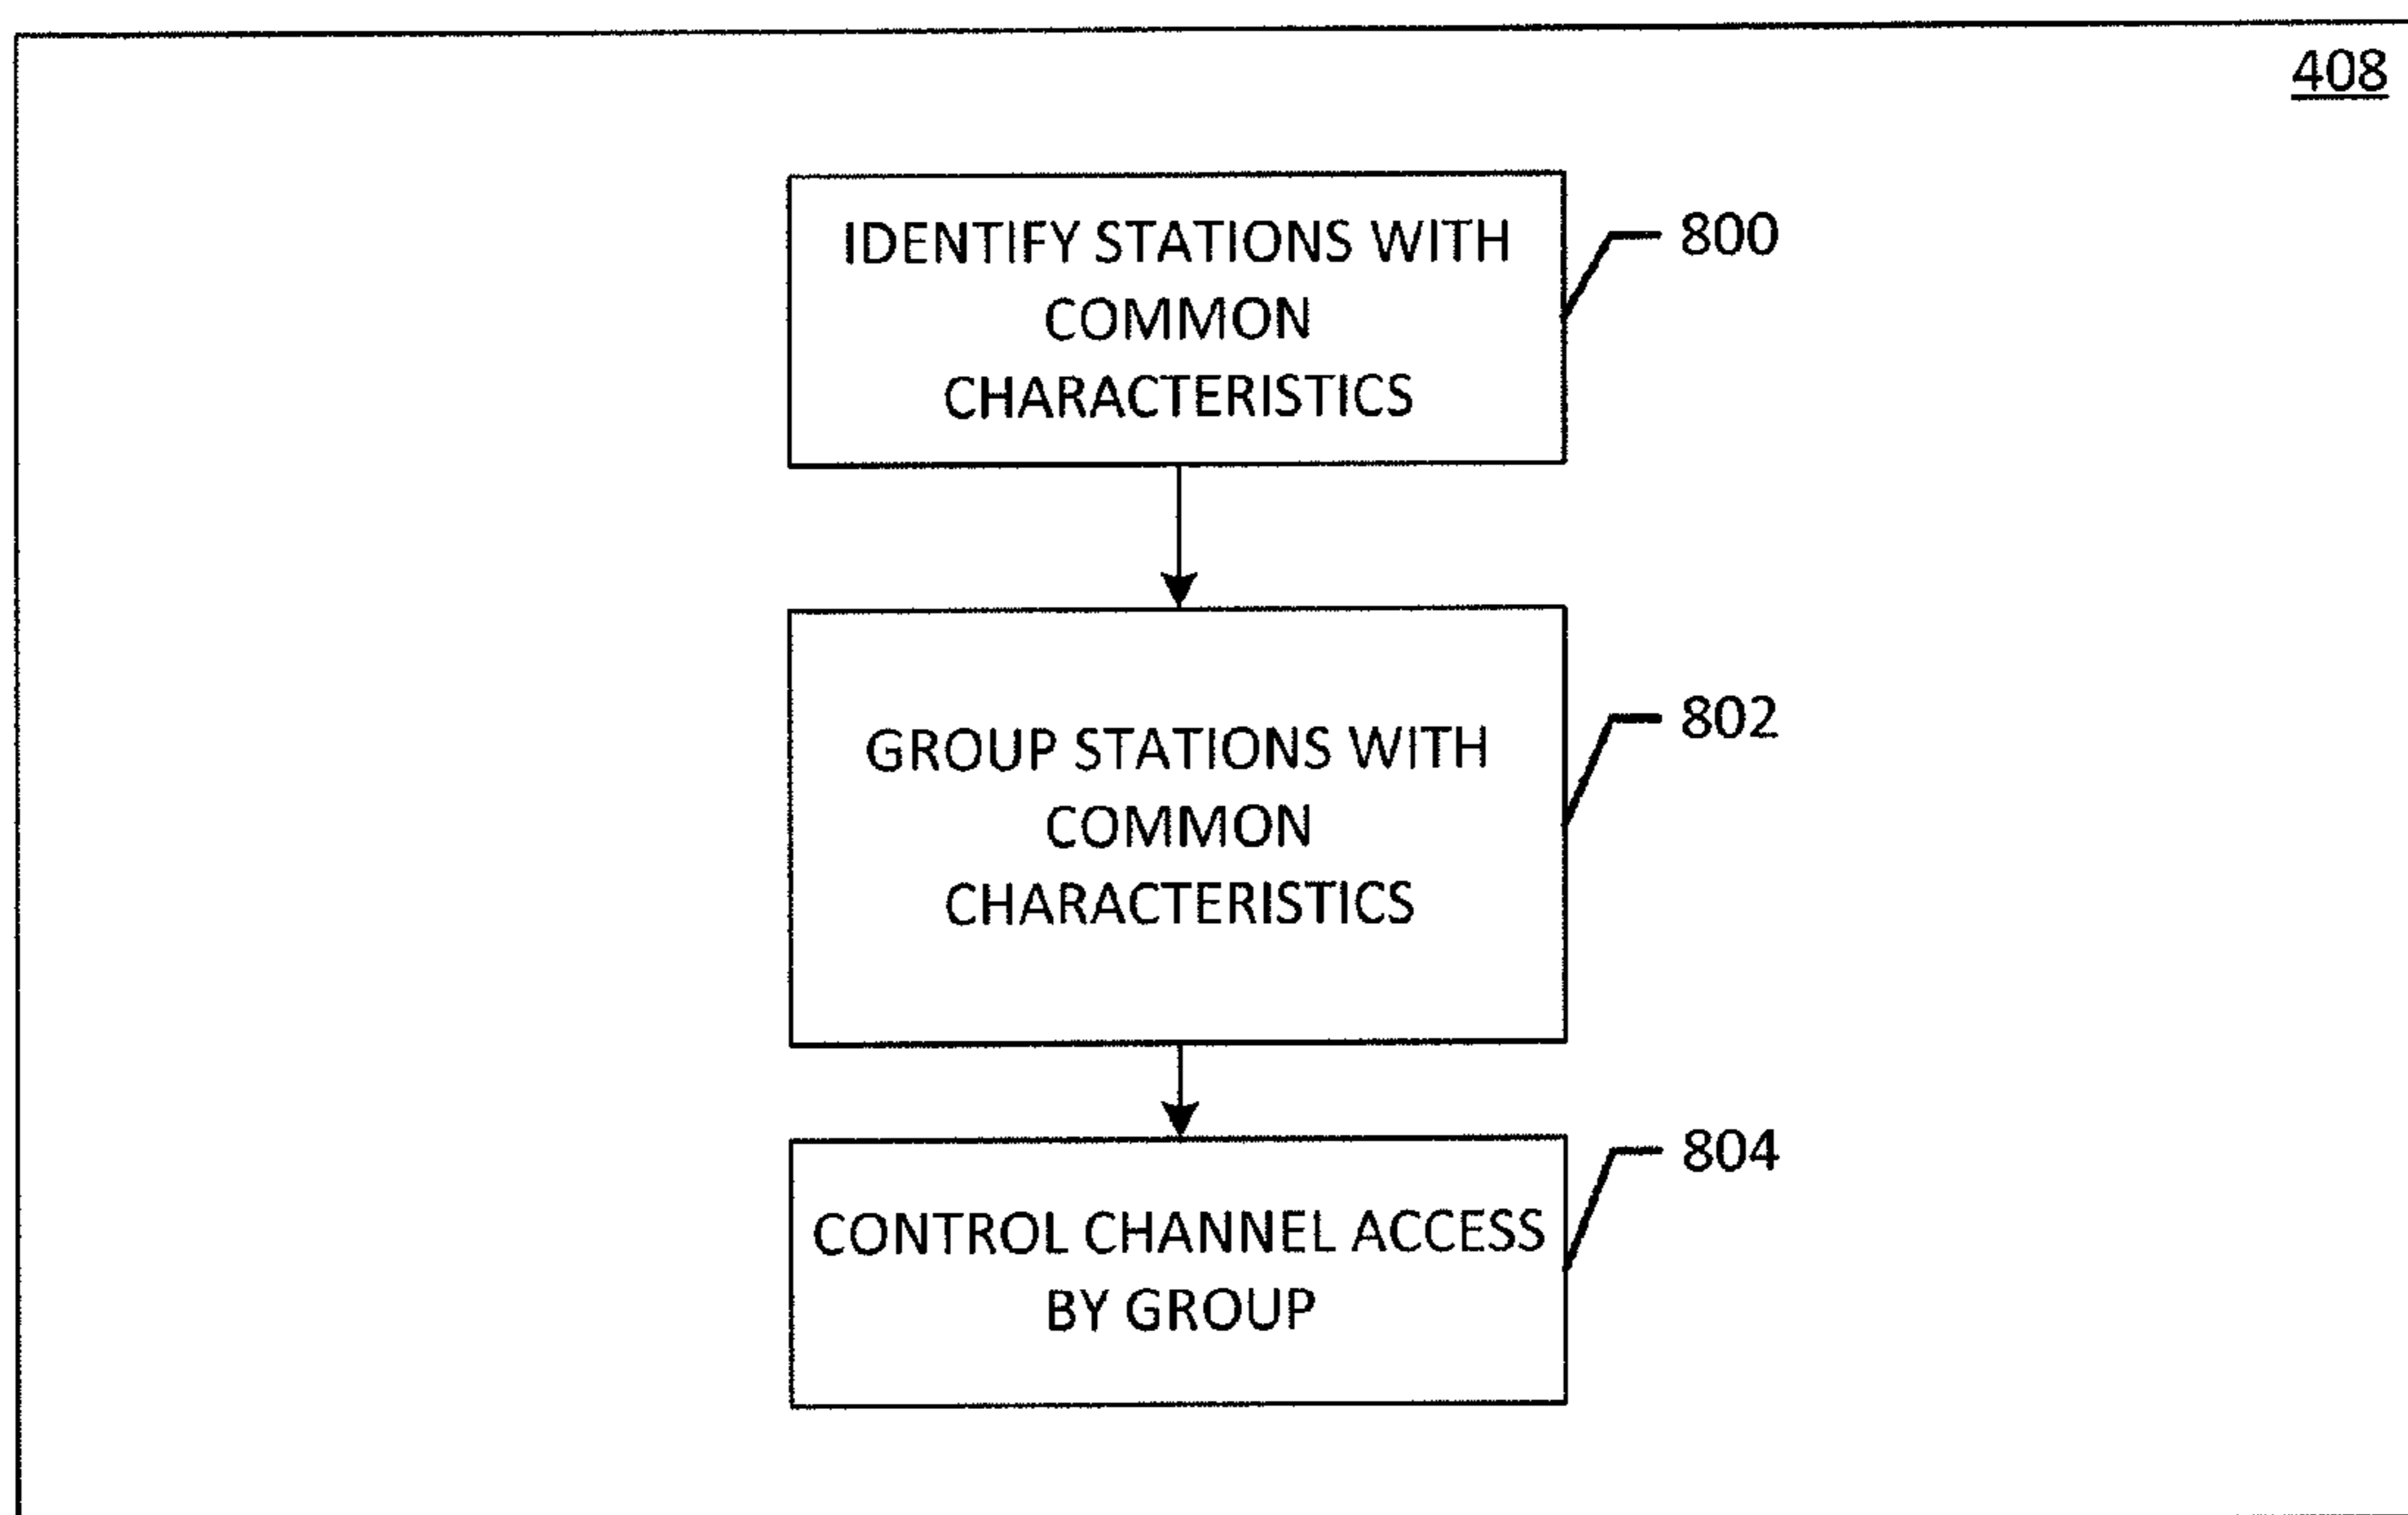 408
IDENTIFY STATIONS WITH
COMMON
CHARACTERISTICS
800
GROUP STATIONS WITH
COMMON
CHARACTERISTICS
802
CONTROL CHANNEL ACCESS
BY GROUP
804